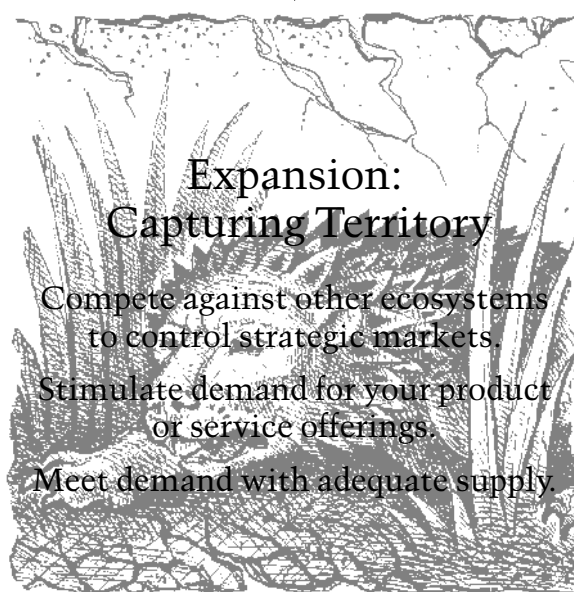 Expansion:
Capturing Territory
Compete against other ecosystems
to control strategic markets.
Stimulate demand for your product
or service offerings.
Meet demand with adequate supply.